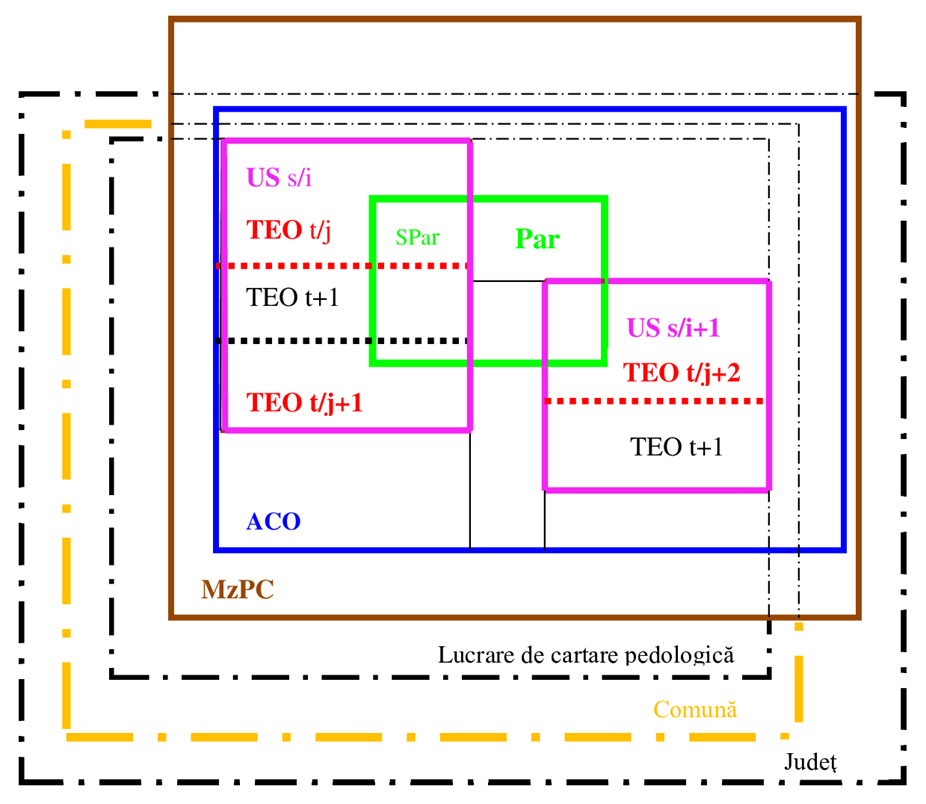 US s/i
TEO t/j
SPar
Par
TEO t+1
US s/i+1
TEO t/j+2
TEO t/j+1
TEO t+1
ACO
MzPC
Lucrare de cartare pedologică
Comună
Județ